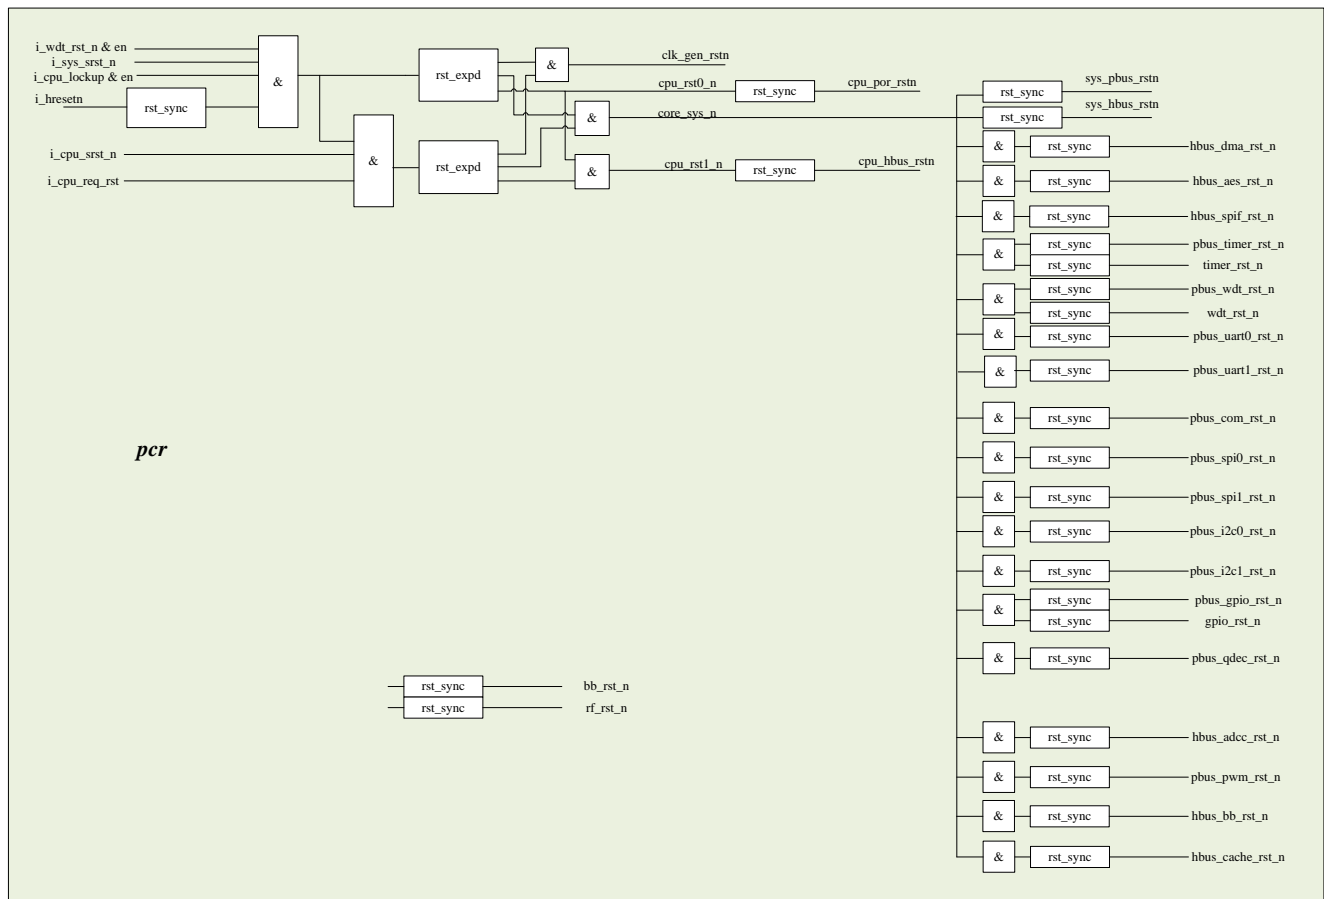 i_wdt_rst_n & en
i_sys_srst_n
i_cpu_lockup & en
i_hresetn
rst_sync
&
i_cpu_srst_n
i_cpu_req_rst
&
rst_expd
rst_expd
&
clk_gen_rstn
cpu_rst0_n
rst_sync
cpu_por_rstn
&
core_sys_n
&
cpu_rst1_n
rst_sync
cpu_hbus_rstn
rst_sync
sys_pbus_rstn
rst_sync
sys_hbus_rstn
& rst_sync hbus_dma_rst_n
& rst_sync hbus_aes_rst_n
& rst_sync hbus_spif_rst_n
& rst_sync pbus_timer_rst_n
rst_sync timer_rst_n
& rst_sync pbus_wdt_rst_n
rst_sync wdt_rst_n
& rst_sync pbus_uart0_rst_n
& rst_sync pbus_uart1_rst_n
& rst_sync pbus_com_rst_n
& rst_sync pbus_spi0_rst_n
& rst_sync pbus_spi1_rst_n
& rst_sync pbus_i2c0_rst_n
& rst_sync pbus_i2c1_rst_n
& rst_sync pbus_gpio_rst_n
rst_sync gpio_rst_n
& rst_sync pbus_qdec_rst_n
& rst_sync hbus_adcc_rst_n
& rst_sync pbus_pwm_rst_n
& rst_sync hbus_bb_rst_n
& rst_sync hbus_cache_rst_n
pcr
rst_sync bb_rst_n
rst_sync rf_rst_n